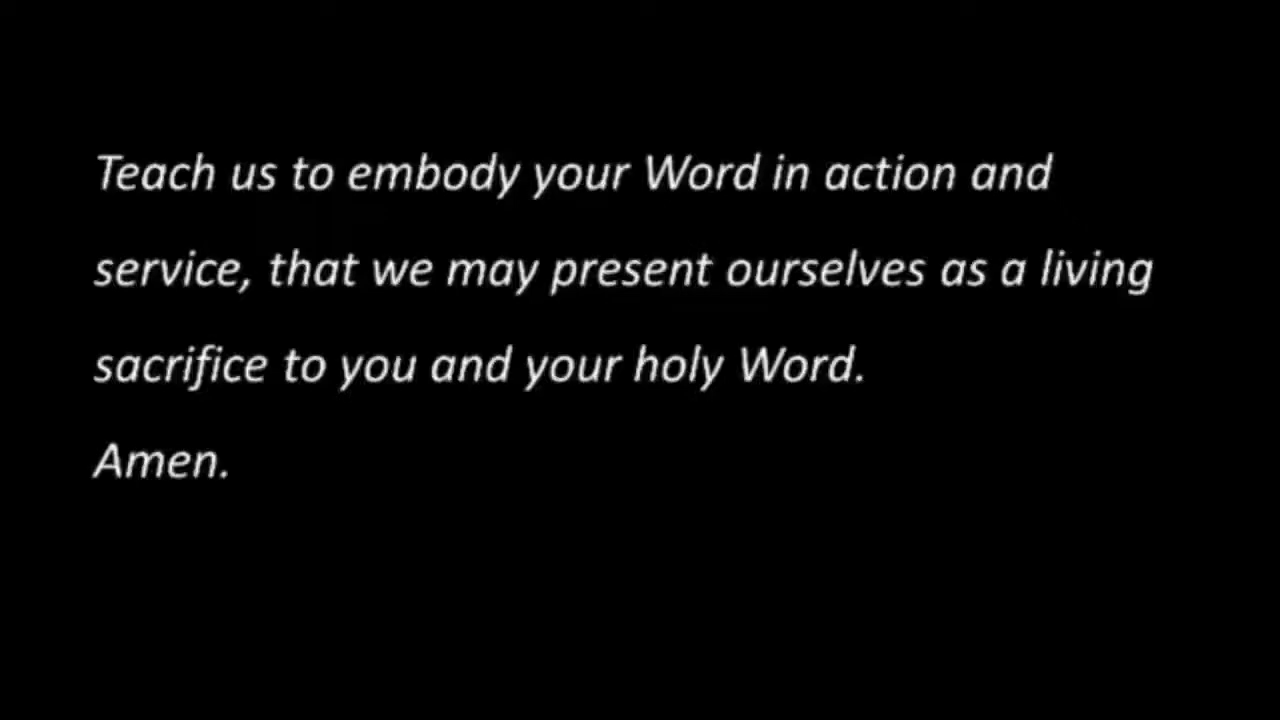 Teach us to embody your Word in action and
service, that we may present ourselves as a living
sacrifice to you and your holy Word.
Amen.